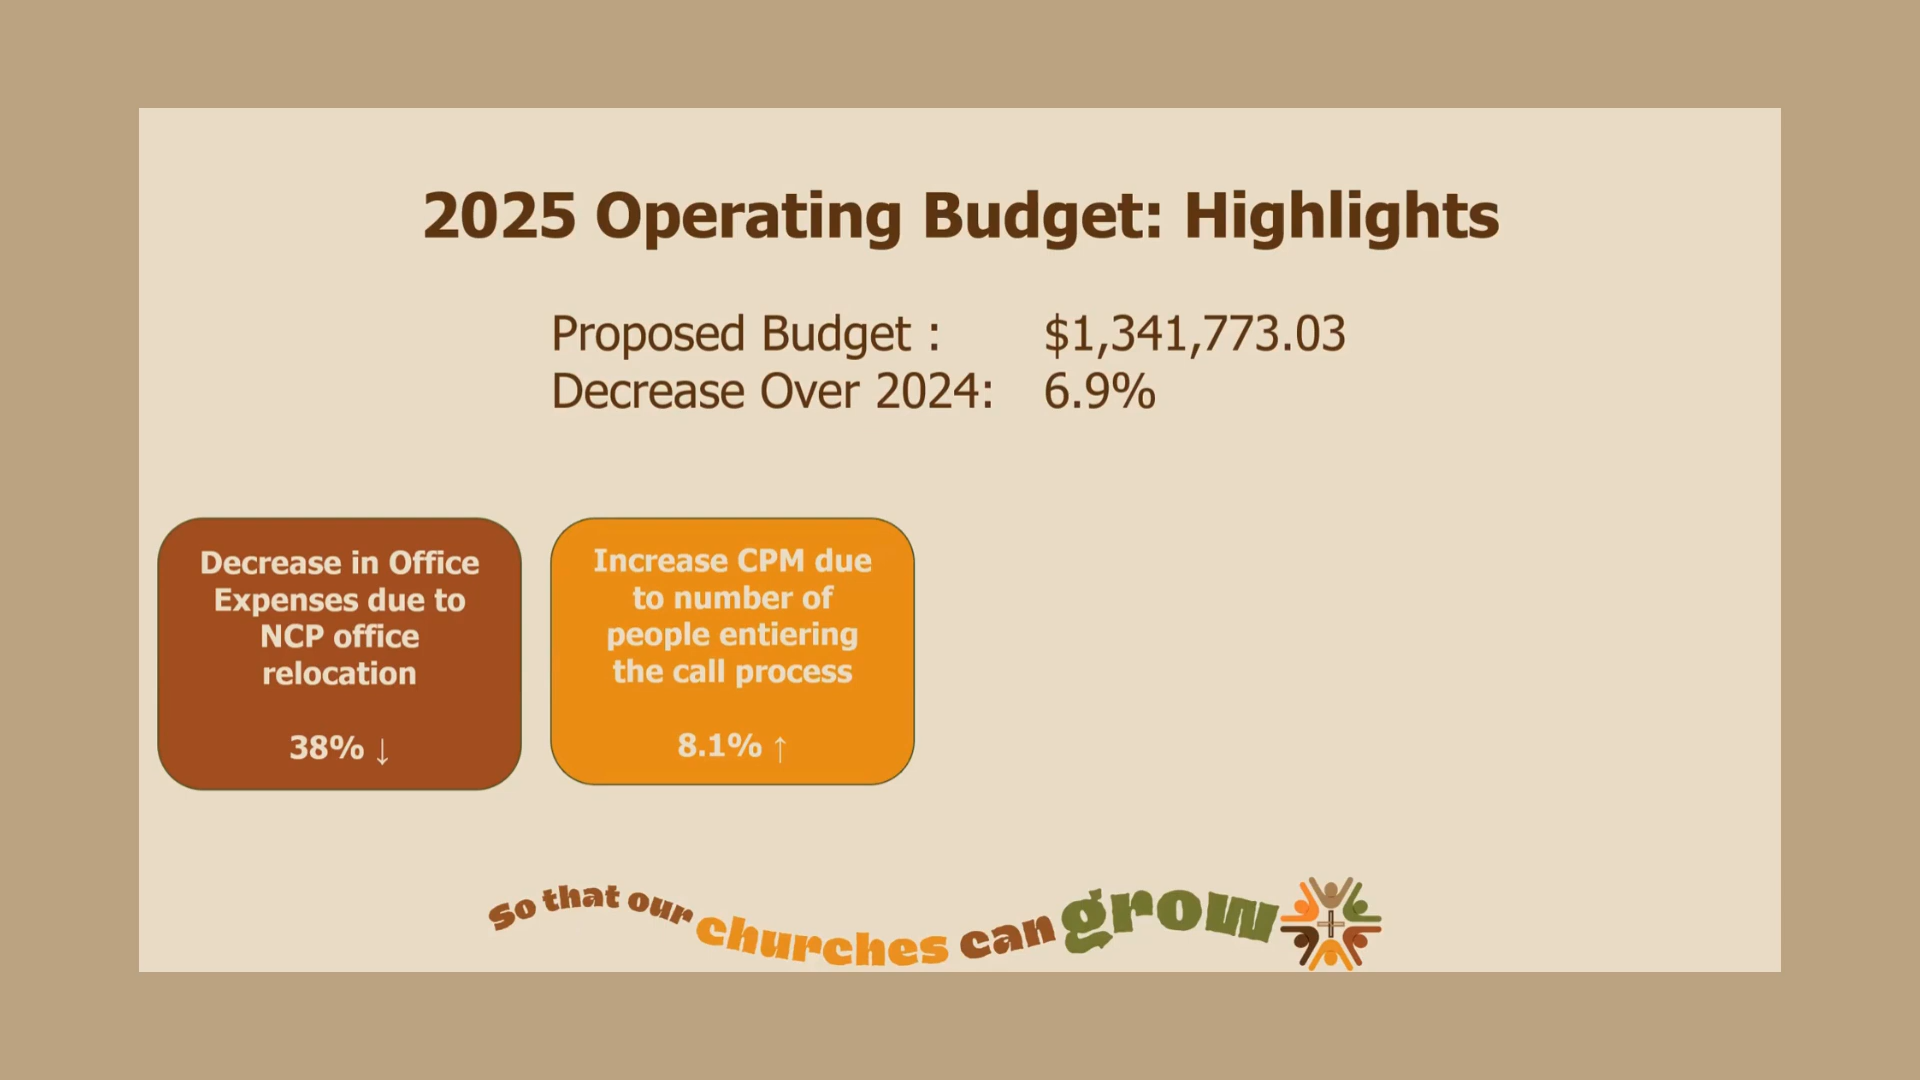 2025 Operating Budget: Highlights
Proposed Budget : $1,341,773.03
Decrease Over 2024: 6.9%
Decrease in Office
Expenses due to
NCP office
relocation
38% ↓
Increase CPM due
to number of
people entiering
the call process
8.1% ↑
So that our churches can grow